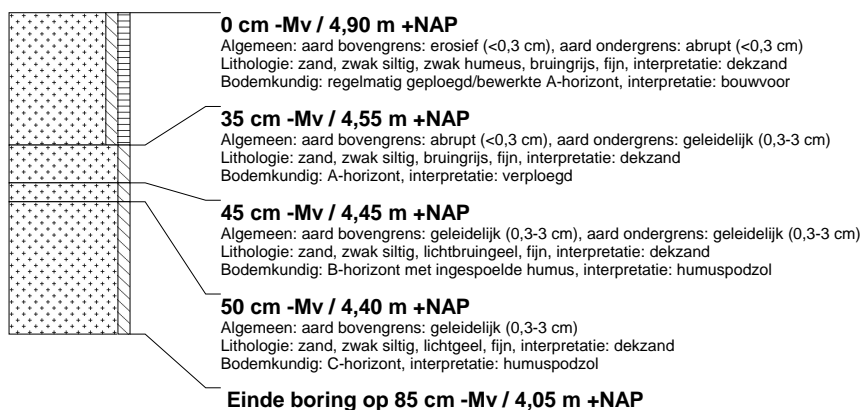 0 cm -Mv / 4,90 m +NAP
Algemeen: aard bovengrens: erosief (<0,3 cm), aard ondergrens: abrupt (<0,3 cm)
Lithologie: zand, zwak siltig, zwak humeus, bruingrijs, fijn, interpretatie: dekzand
Bodemkundig: regelmatig geploegd/bewerkte A-horizont, interpretatie: bouwvoor
35 cm -Mv / 4,55 m +NAP
Algemeen: aard bovengrens: abrupt (<0,3 cm), aard ondergrens: geleidelijk (0,3-3 cm)
Lithologie: zand, zwak siltig, bruingrijs, fijn, interpretatie: dekzand
Bodemkundig: A-horizont, interpretatie: verploegd
45 cm -Mv / 4,45 m +NAP
Algemeen: aard bovengrens: geleidelijk (0,3-3 cm), aard ondergrens: geleidelijk (0,3-3 cm)
Lithologie: zand, zwak siltig, lichtbruingeel, fijn, interpretatie: dekzand
Bodemkundig: B-horizont met ingespoelde humus, interpretatie: humuspodzol
50 cm -Mv / 4,40 m +NAP
Algemeen: aard bovengrens: geleidelijk (0,3-3 cm)
Lithologie: zand, zwak siltig, lichtgeel, fijn, interpretatie: dekzand
Bodemkundig: C-horizont, interpretatie: humuspodzol
Einde boring op 85 cm -Mv / 4,05 m +NAP